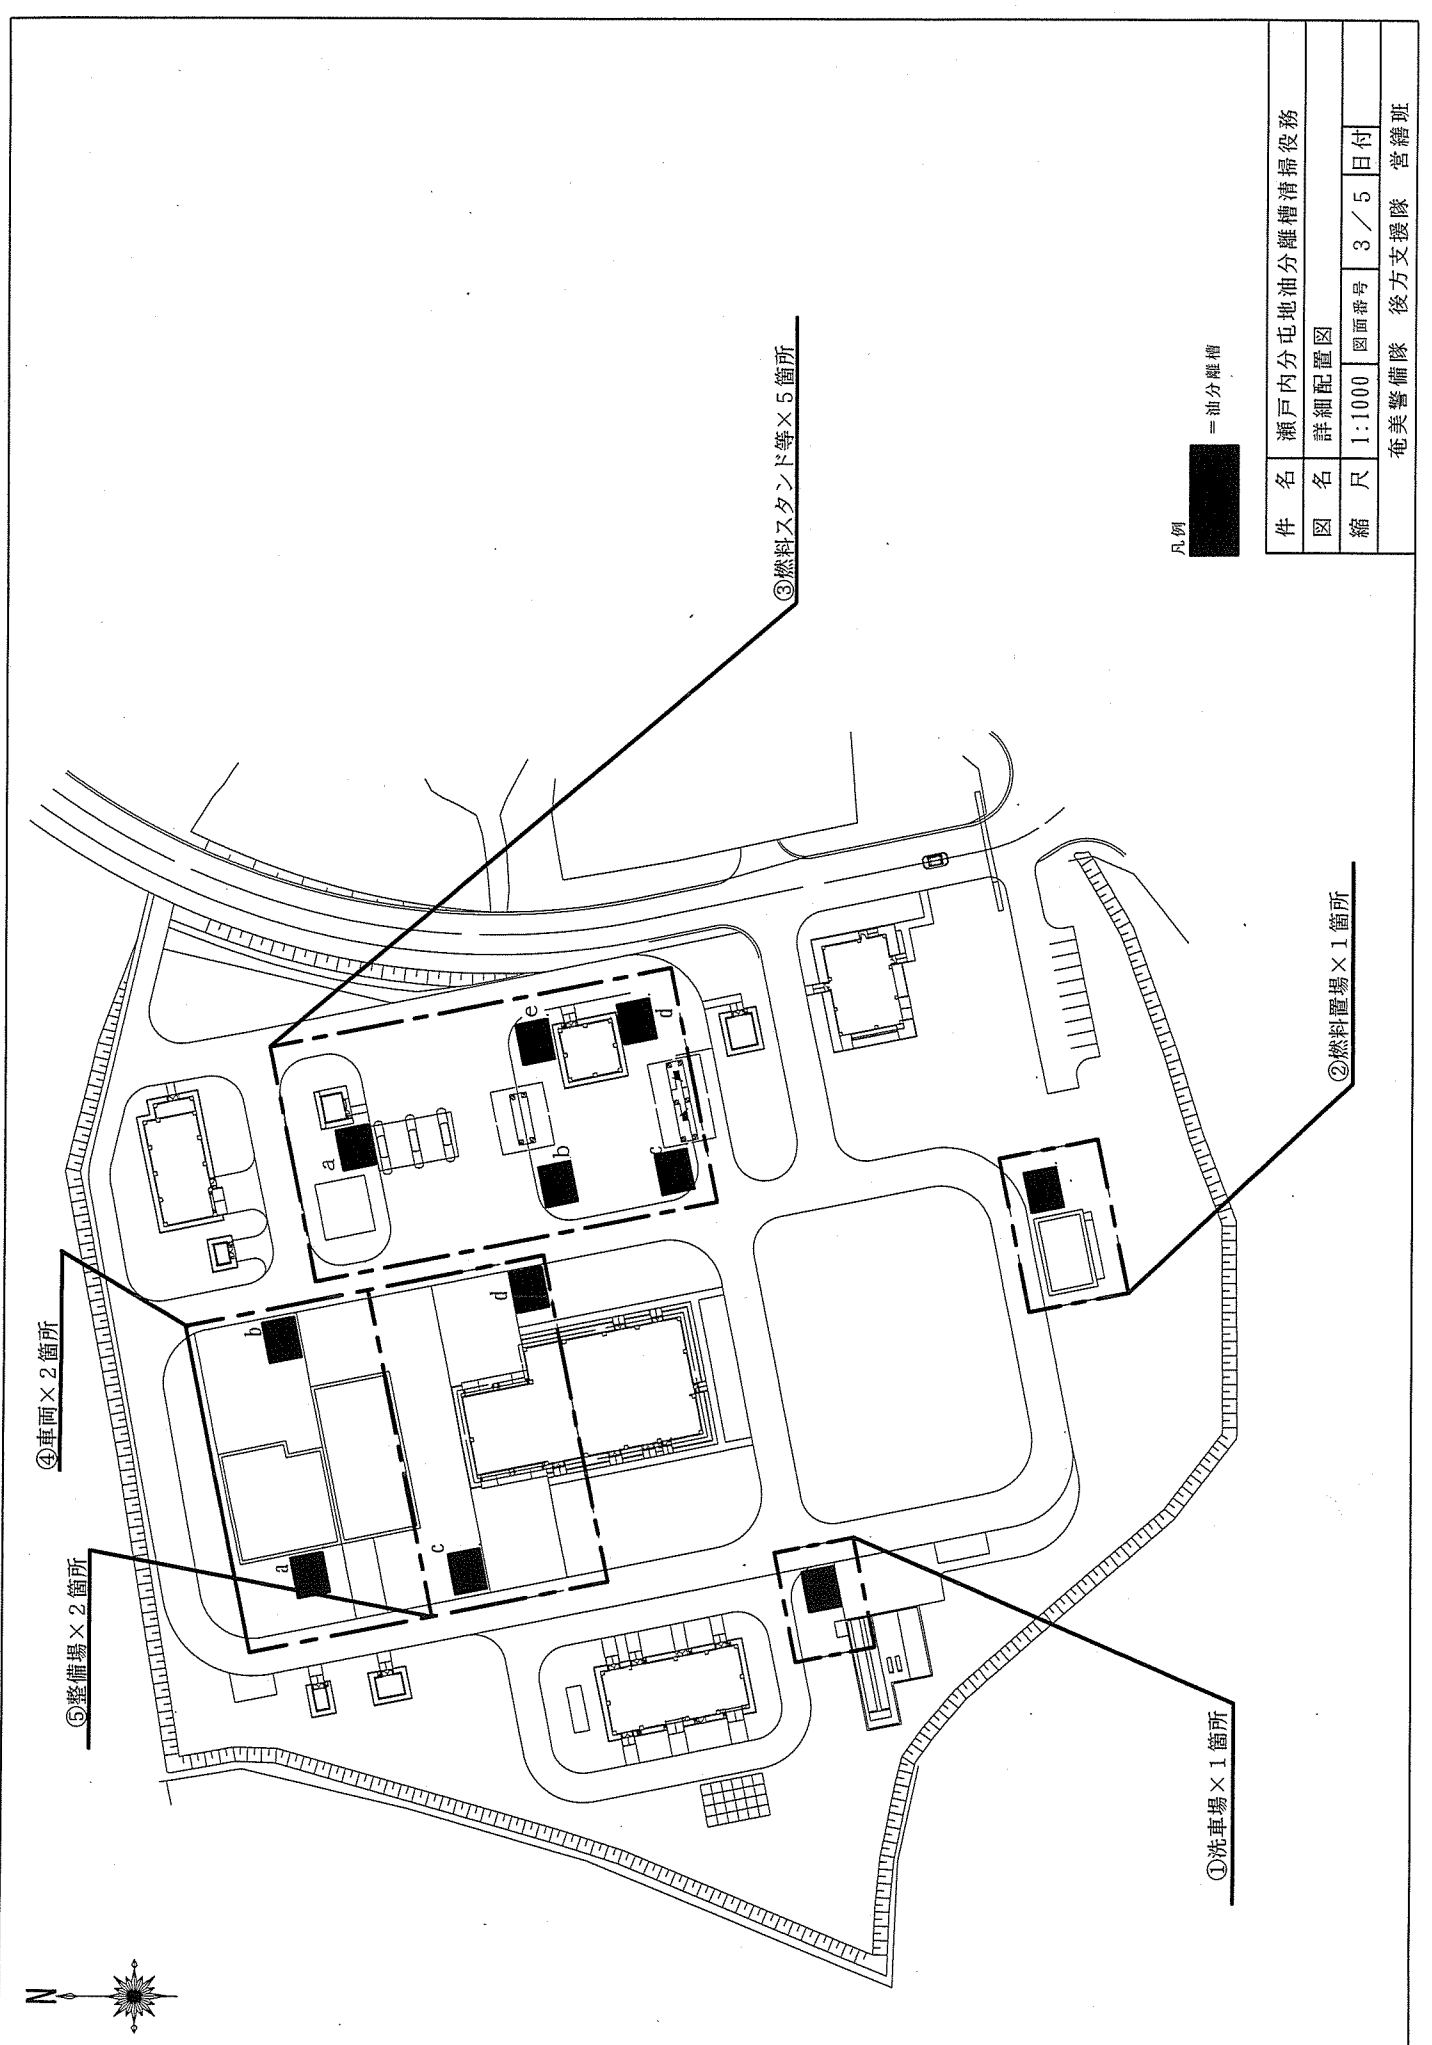 N
④車両×2箇所
⑤整備場×2箇所
③燃料スタンド等×5箇所
②燃料置場×1箇所
①洗車場×1箇所
a
b
c
d
a
b
c
d
e
凡例
＝油分離槽
件 名 瀬戸内分屯地油分離槽清掃役務
図 名 詳細配置図
縮 尺 1:1000 図面番号 3／5 日付
奄美警備隊 後方支援隊 営繕班